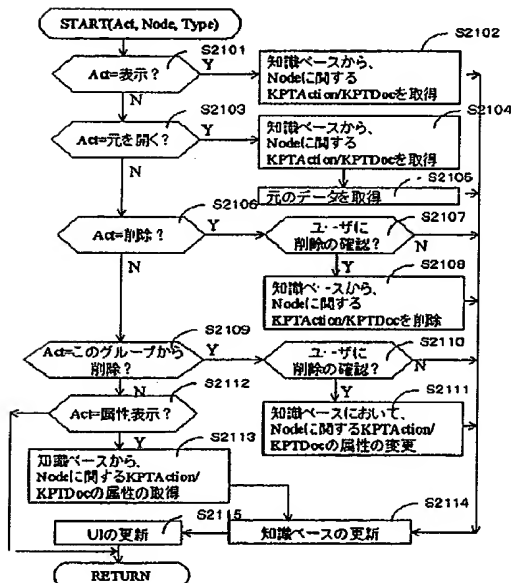 START(Act, Node, Type)
S2101
Act=表示?
Y
N
S2102
知識ベースから、
Nodeに関する
KPTAction/KPTDocを取得
S2103
Act=元を開く?
Y
N
S2104
知識ベースから、
Nodeに関する
KPTAction/KPTDocを取得
S2105
元のデータを取得
S2106
Act=削除?
Y
N
S2107
ユーザに
削除の確認?
N
Y
S2108
知識ベースから、
Nodeに関する
KPTAction/KPTDocを削除
S2109
Act=このグループから
削除?
Y
N
S2110
ユーザに
削除の確認?
N
Y
S2111
知識ベースにおいて、
Nodeに関するKPTAction/
KPTDocの属性の変更
S2112
Act=属性表示?
N
Y
S2113
知識ベースから、
Nodeに関するKPTAction/
KPTDocの属性の取得
S2114
知識ベースの更新
S2115
UIの更新
RETURN